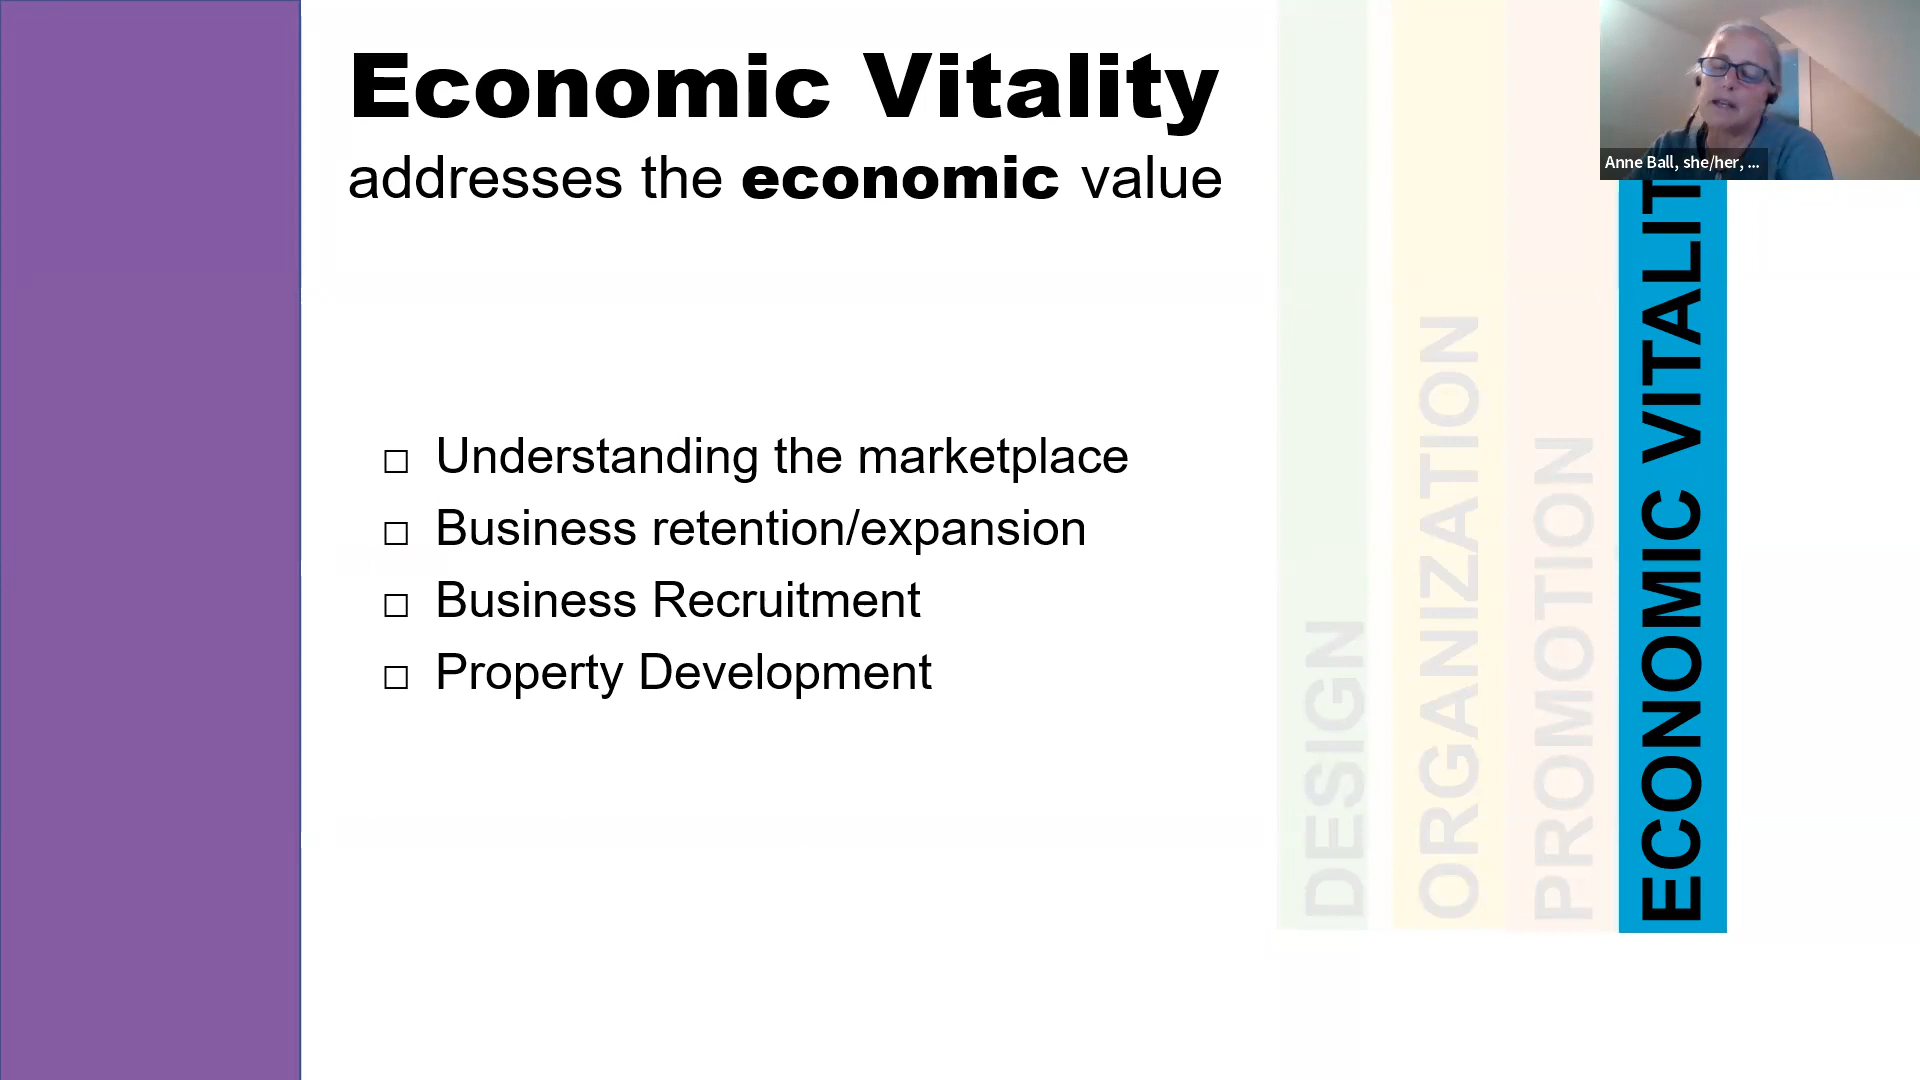 Economic Vitality
addresses the economic value
Understanding the marketplace
Business retention/expansion
Business Recruitment
Property Development
DESIGN
ORGANIZATION
PROMOTION
ECONOMIC VITALIT
Anne Ball, she/her, ...